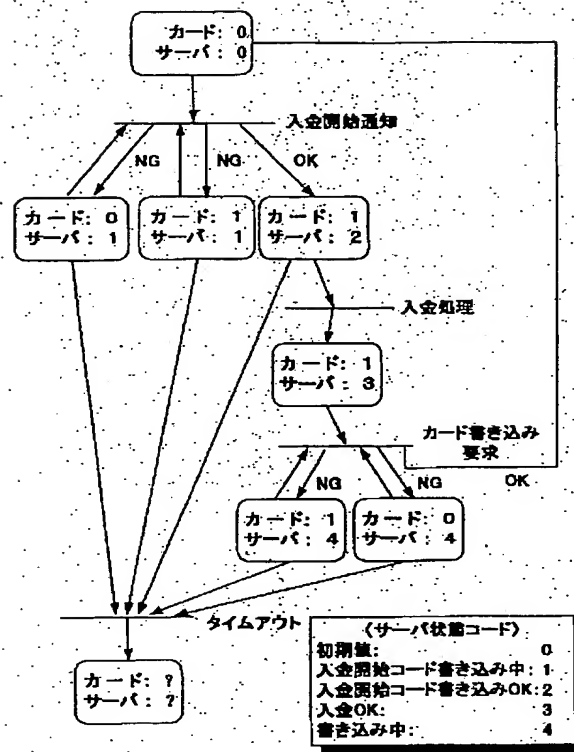 カード: 0
サーバ: 0
入金開始通知
NG
NG
OK
カード: 0
サーバ: 1
カード: 1
サーバ: 1
カード: 1
サーバ: 2
入金処理
カード: 1
サーバ: 3
カード書き込み
要求
NG
NG
OK
カード: 1
サーバ: 4
カード: 0
サーバ: 4
タイムアウト
カード: ?
サーバ: ?
〈サーバ状態コード〉
初期値: 0
入金開始コード書き込み中: 1
入金開始コード書き込みOK: 2
入金OK: 3
書き込み中: 4